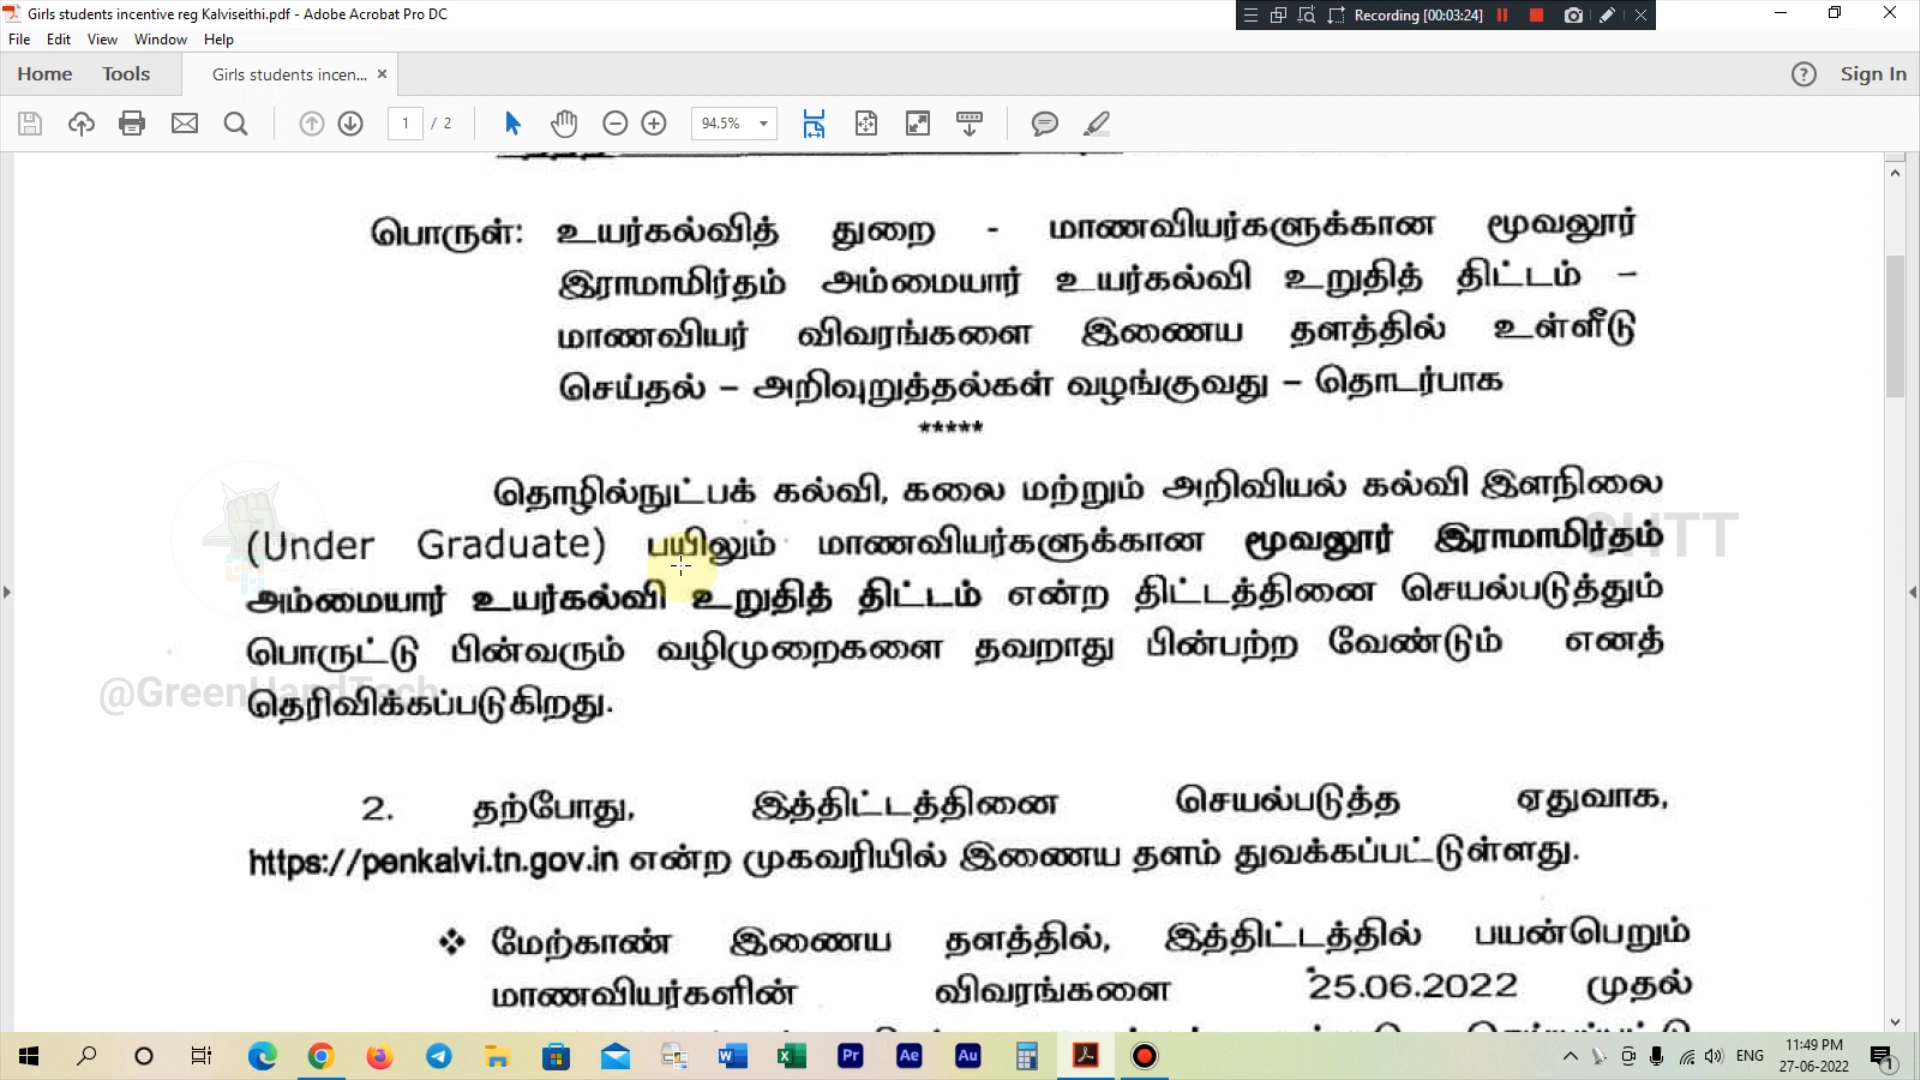 Girls students incentive reg Kalviseithi.pdf - Adobe Acrobat Pro DC
Recording [00:03:24]
File Edit View Window Help
Home Tools Girls students incen... Sign In
1 / 2 94.5%
பொருள்: உயர்கல்வித் துறை - மாணவியர்களுக்கான மூவலூர்
இராமாமிர்தம் அம்மையார் உயர்கல்வி உறுதித் திட்டம் –
மாணவியர் விவரங்களை இணைய தளத்தில் உள்ளீடு
செய்தல் – அறிவுறுத்தல்கள் வழங்குவது – தொடர்பாக
*****
தொழில்நுட்பக் கல்வி, கலை மற்றும் அறிவியல் கல்வி இளநிலை
(Under Graduate) பயிலும் மாணவியர்களுக்கான மூவலூர் இராமாமிர்தம்
அம்மையார் உயர்கல்வி உறுதித் திட்டம் என்ற திட்டத்தினை செயல்படுத்தும்
பொருட்டு பின்வரும் வழிமுறைகளை தவறாது பின்பற்ற வேண்டும் எனத்
தெரிவிக்கப்படுகிறது.
@GreenHandTech
2. தற்போது, இத்திட்டத்தினை செயல்படுத்த ஏதுவாக,
https://penkalvi.tn.gov.in என்ற முகவரியில் இணைய தளம் துவக்கப்பட்டுள்ளது.
❖ மேற்காண் இணைய தளத்தில், இத்திட்டத்தில் பயன்பெறும்
மாணவியர்களின் விவரங்களை 25.06.2022 முதல்
ENG 11:49 PM
27-06-2022